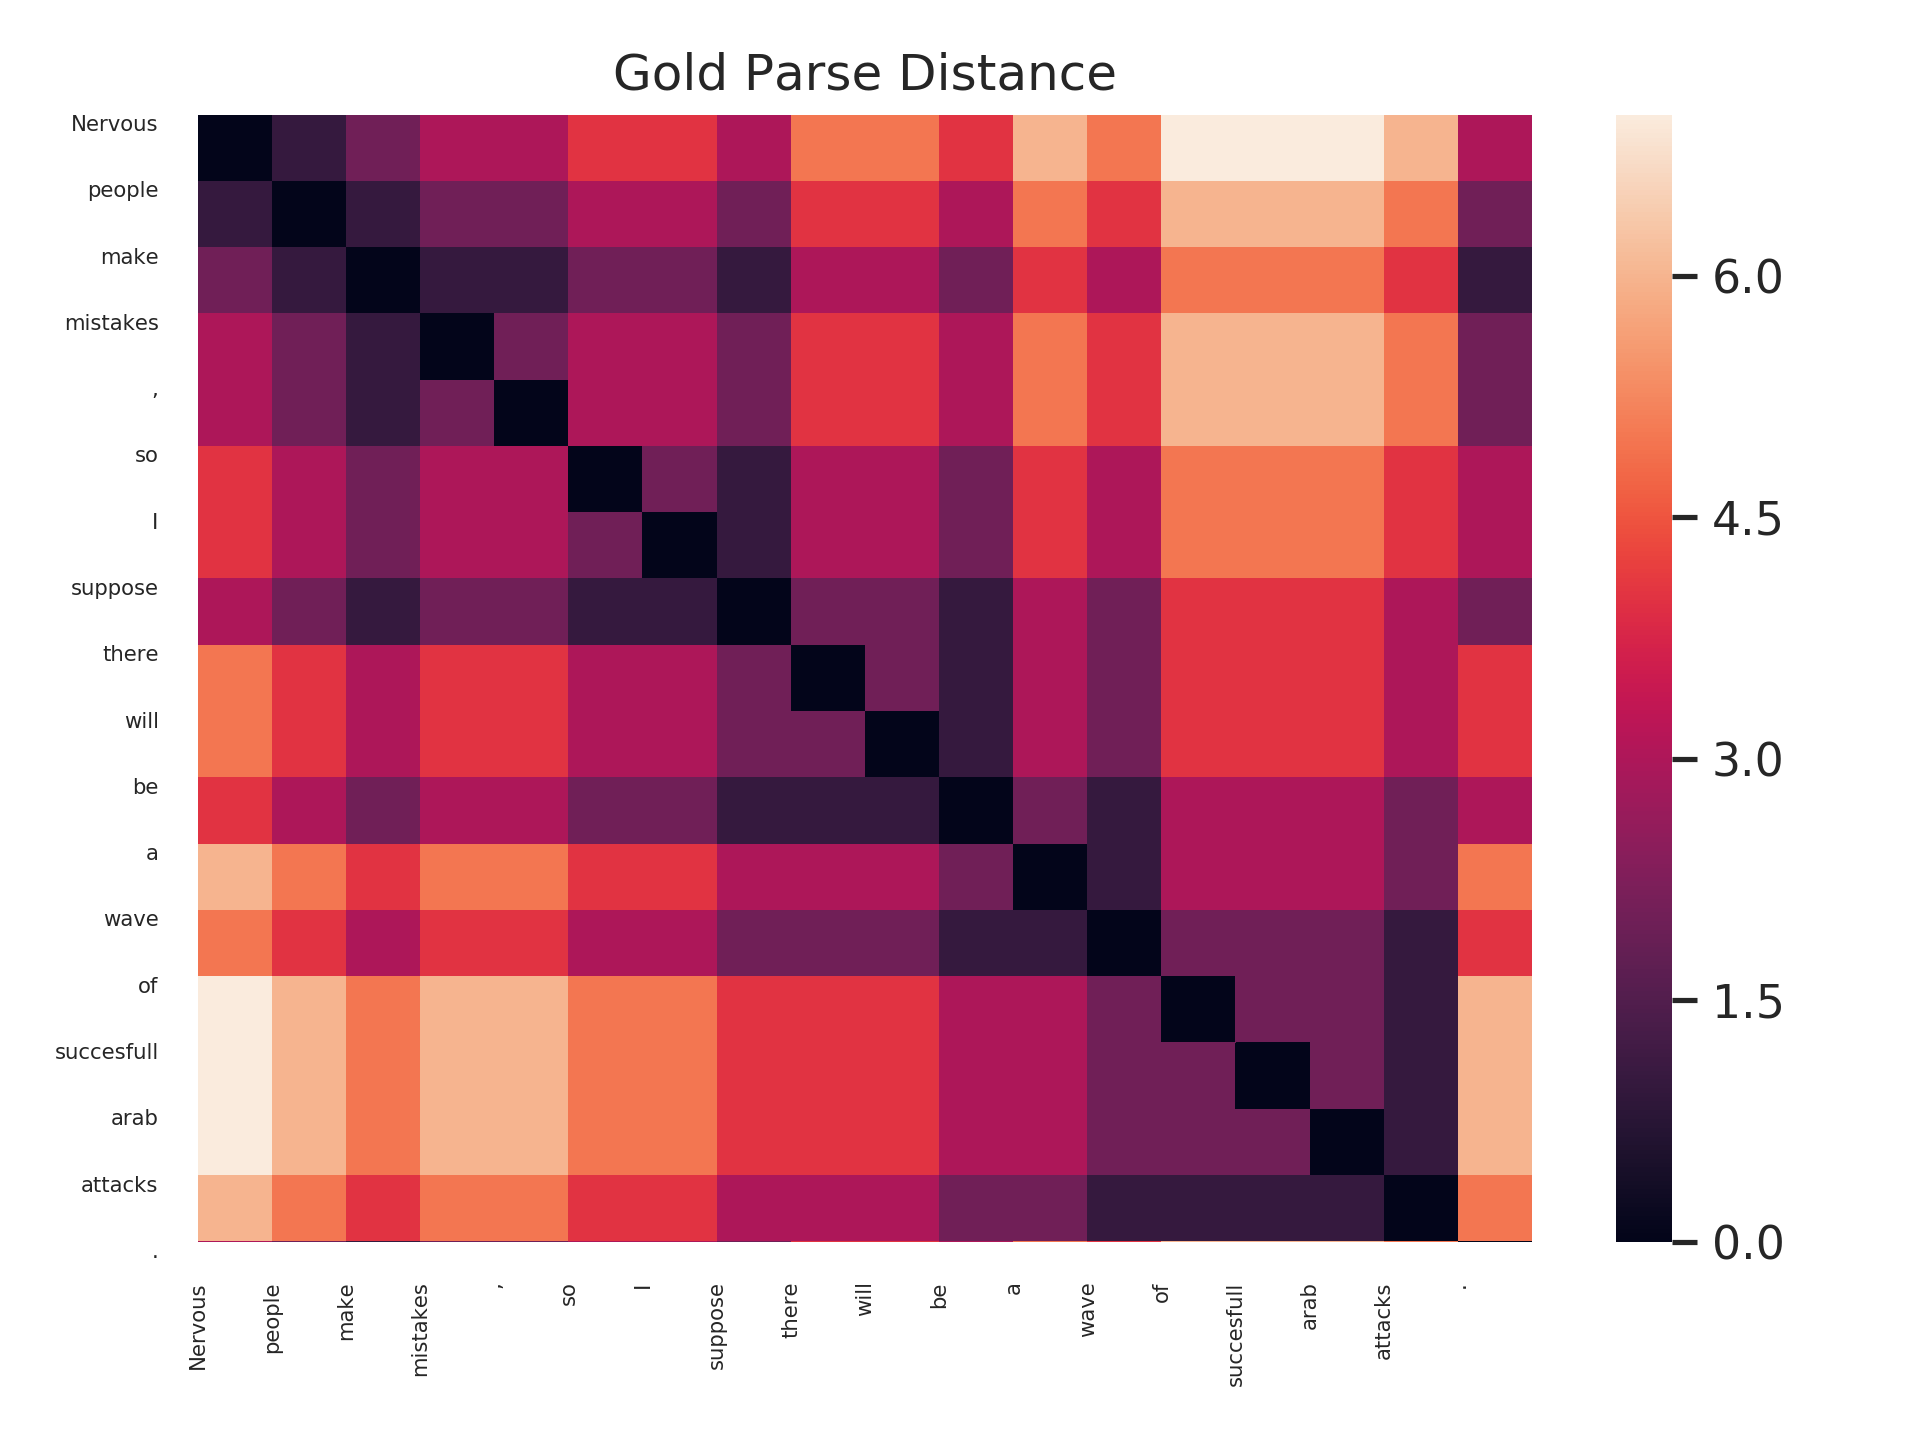 Gold Parse Distance
Nervous
people
make
mistakes
,
so
I
suppose
there
will
be
a
wave
of
succesfull
arab
attacks
.
6.0
4.5
3.0
1.5
0.0
Nervous
people
make
mistakes
,
so
I
suppose
there
will
be
a
wave
of
succesfull
arab
attacks
.